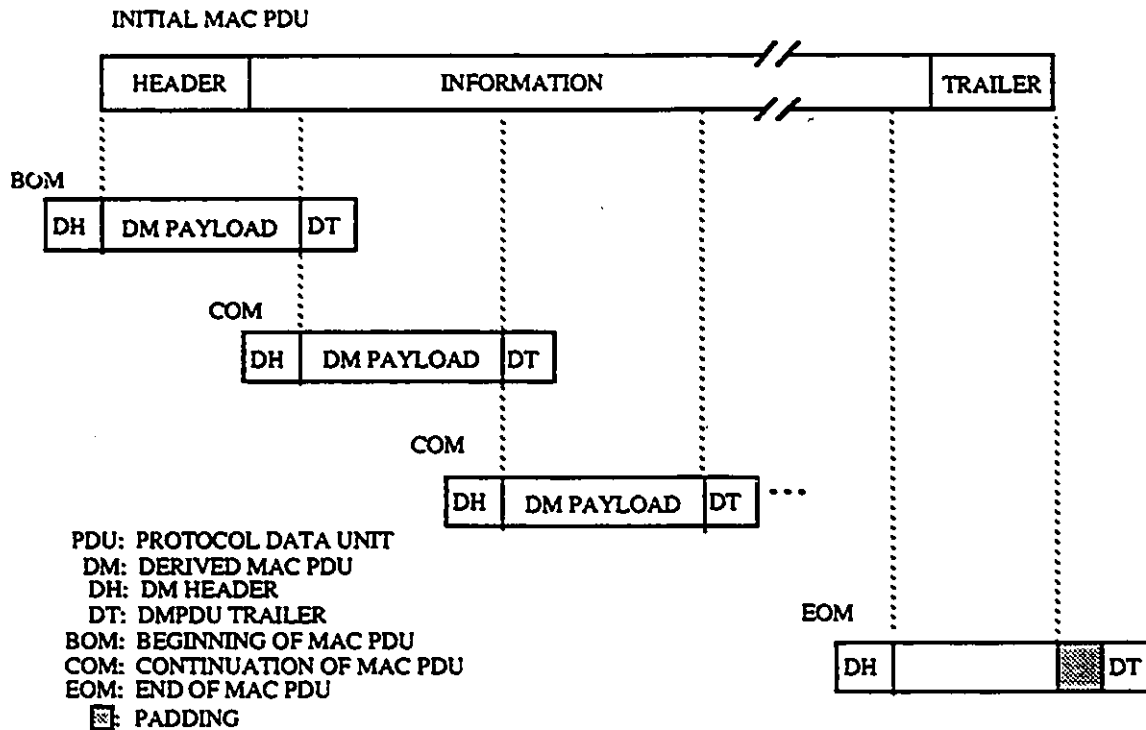 INITIAL MAC PDU
HEADER INFORMATION TRAILER
BOM
DH DM PAYLOAD DT
COM
DH DM PAYLOAD DT
COM
DH DM PAYLOAD DT ...
PDU: PROTOCOL DATA UNIT
DM: DERIVED MAC PDU
DH: DM HEADER
DT: DMPDU TRAILER
BOM: BEGINNING OF MAC PDU
COM: CONTINUATION OF MAC PDU
EOM: END OF MAC PDU
: PADDING
EOM
DH DT